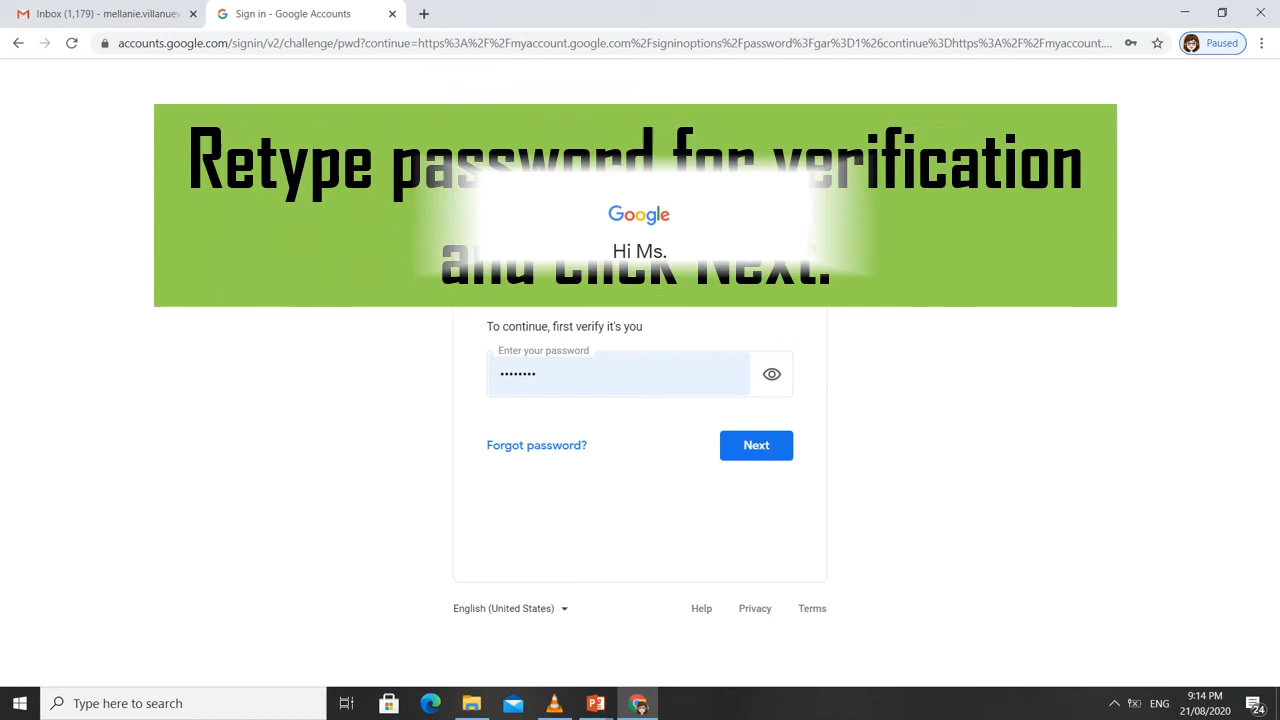 Inbox (1,179) - mellanie.villanuev
Sign in - Google Accounts
accounts.google.com/signin/v2/challenge/pwd?continue=https%3A%2F%2Fmyaccount.google.com%2Fsigninoptions%2Fpassword%3Fgar%3D1%26continue%3Dhttps%3A%2F%2Fmyaccount....
Paused
Retype password for verification
and click Next.
Google
Hi Ms.
To continue, first verify it's you
Enter your password
••••••••
Forgot password?
Next
English (United States)
Help
Privacy
Terms
Type here to search
ENG
9:14 PM
21/08/2020
24